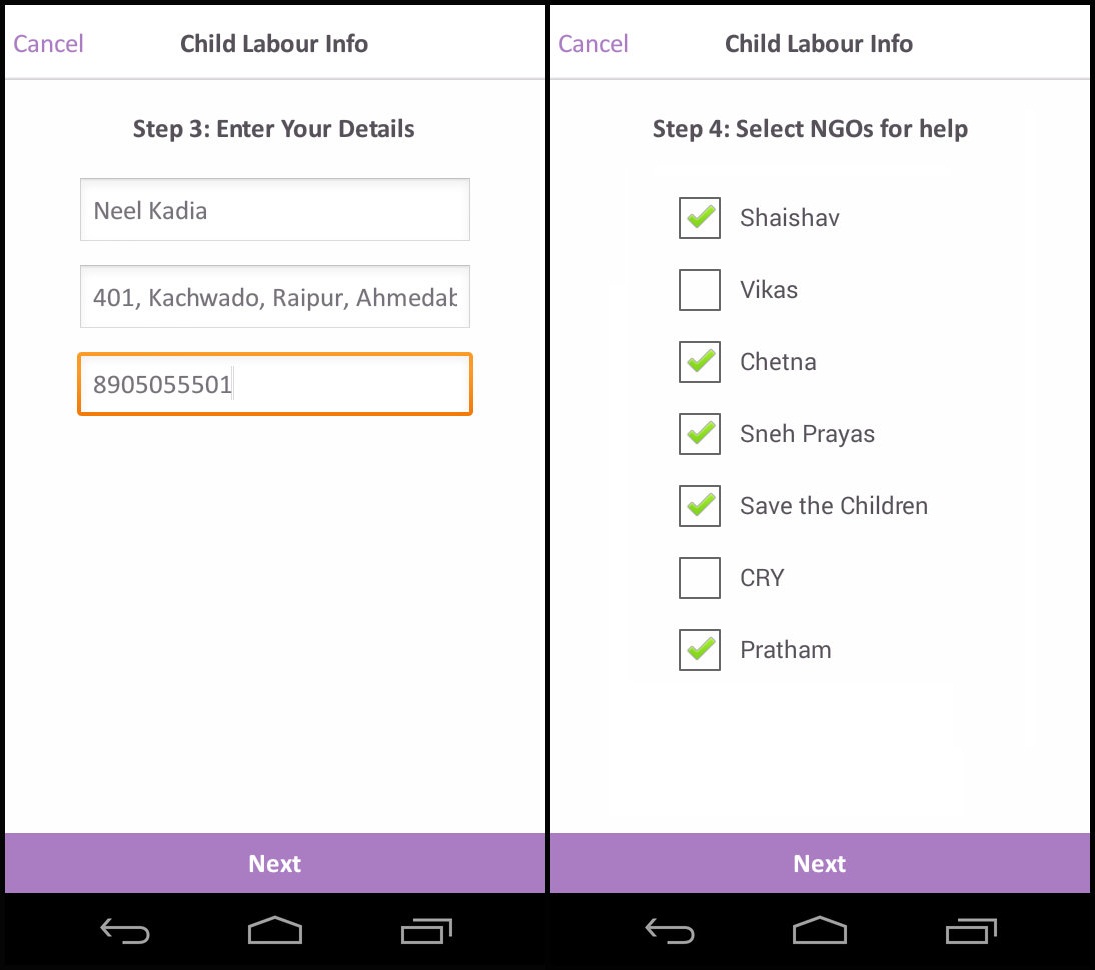 Cancel
Child Labour Info
Step 3: Enter Your Details
Neel Kadia
401, Kachwado, Raipur, Ahmedab
8905055501
Next
Cancel
Child Labour Info
Step 4: Select NGOs for help
Shaishav
Vikas
Chetna
Sneh Prayas
Save the Children
CRY
Pratham
Next